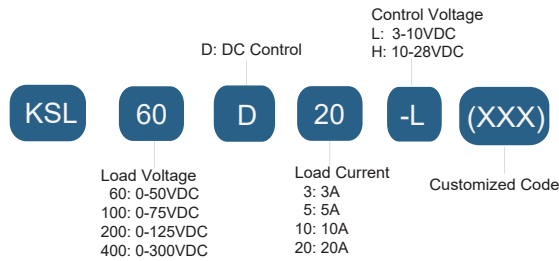 Control Voltage
L: 3-10VDC
H: 10-28VDC
D: DC Control
KSL 60 D 20 -L (XXX)
Load Voltage
60: 0-50VDC
100: 0-75VDC
200: 0-125VDC
400: 0-300VDC
Load Current
3: 3A
5: 5A
10: 10A
20: 20A
Customized Code